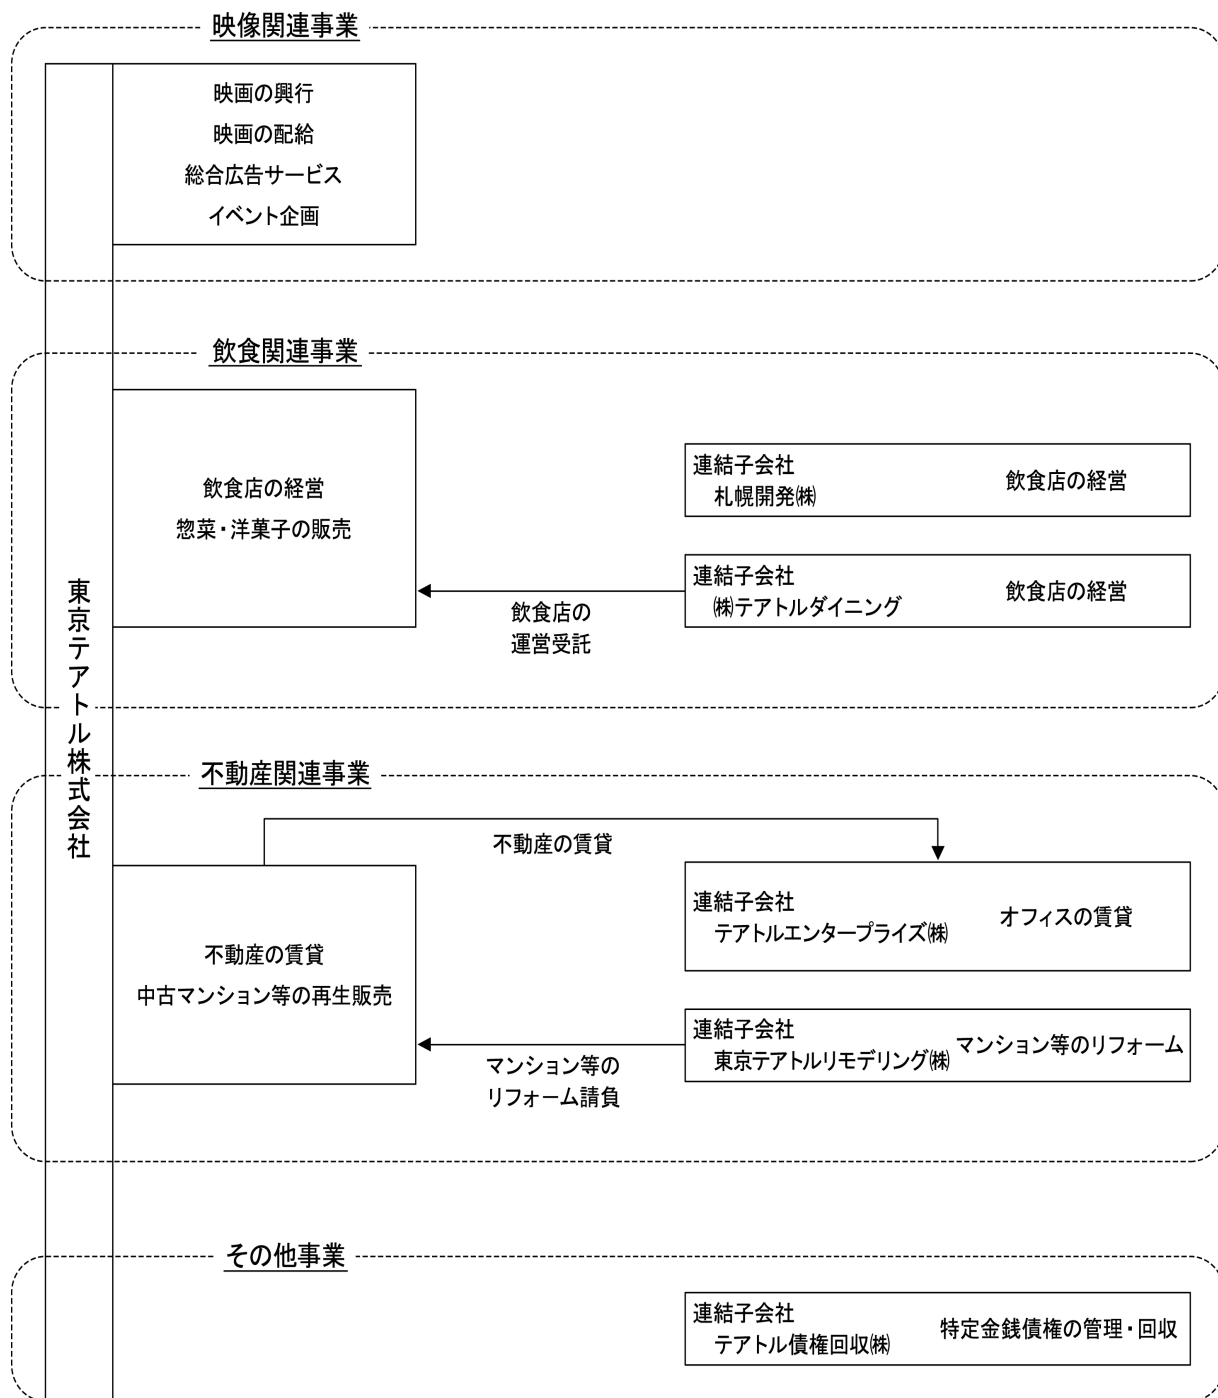 映像関連事業
映画の興行
映画の配給
総合広告サービス
イベント企画
飲食関連事業
飲食店の経営
惣菜・洋菓子の販売
連結子会社
札幌開発㈱
飲食店の経営
連結子会社
㈱テアトルダイニング
飲食店の経営
飲食店の
運営受託
東京テアトル株式会社
不動産関連事業
不動産の賃貸
不動産の賃貸
中古マンション等の再生販売
連結子会社
テアトルエンタープライズ㈱
オフィスの賃貸
連結子会社
東京テアトルリモデリング㈱
マンション等のリフォーム
マンション等の
リフォーム請負
その他事業
連結子会社
テアトル債権回収㈱
特定金銭債権の管理・回収